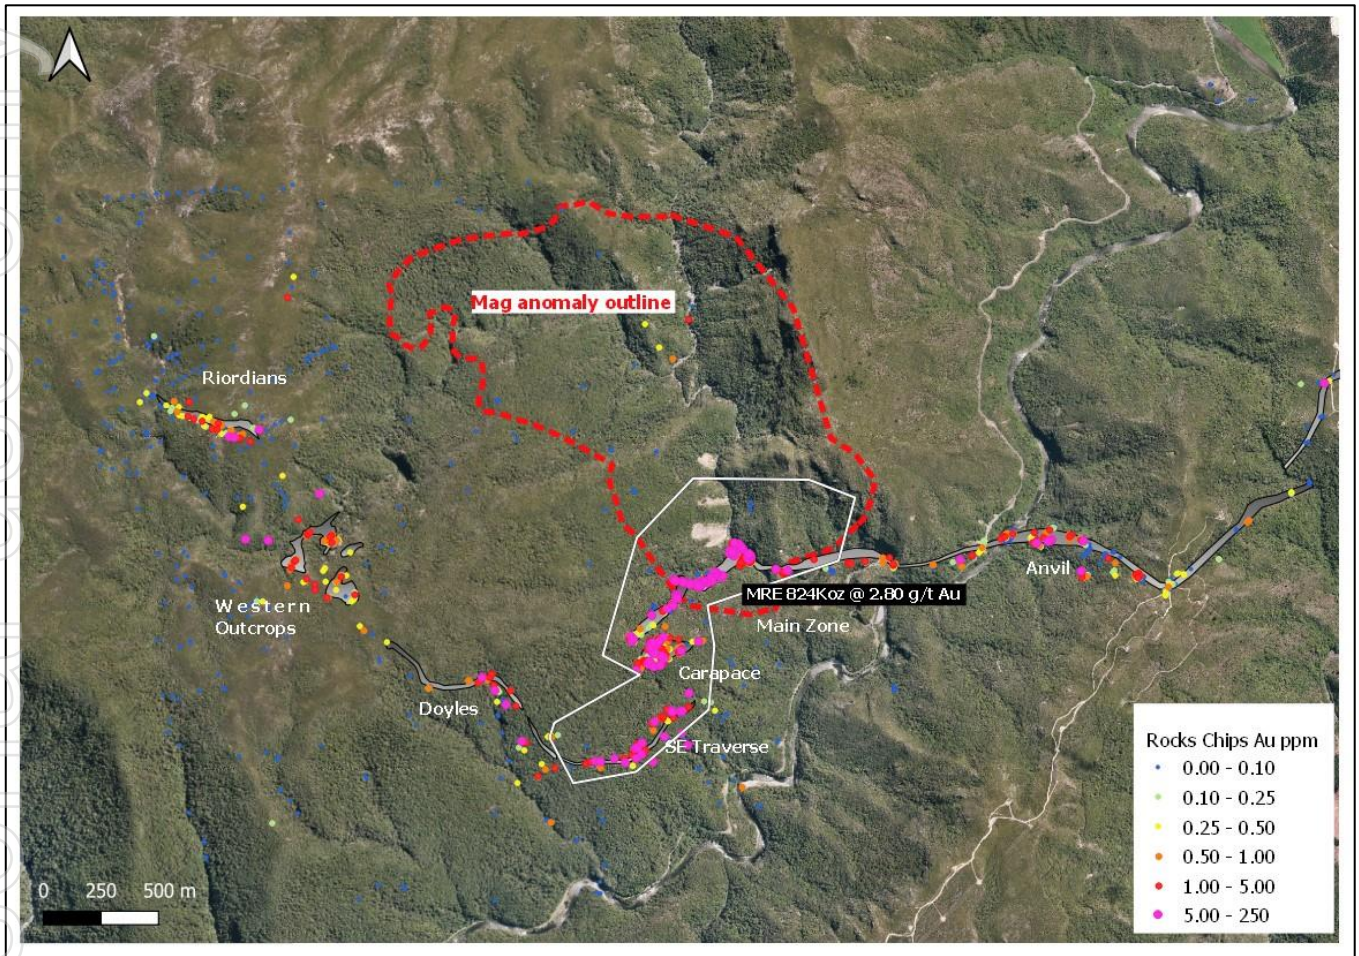 Mag anomaly outline
Riordians
Western
Outcrops
Anvil
MRE 824Koz @ 2.80 g/t Au
Main Zone
Carapace
Doyles
SE Traverse
Rocks Chips Au ppm
0.00 - 0.10
0.10 - 0.25
0.25 - 0.50
0.50 - 1.00
1.00 - 5.00
5.00 - 250
0 250 500 m